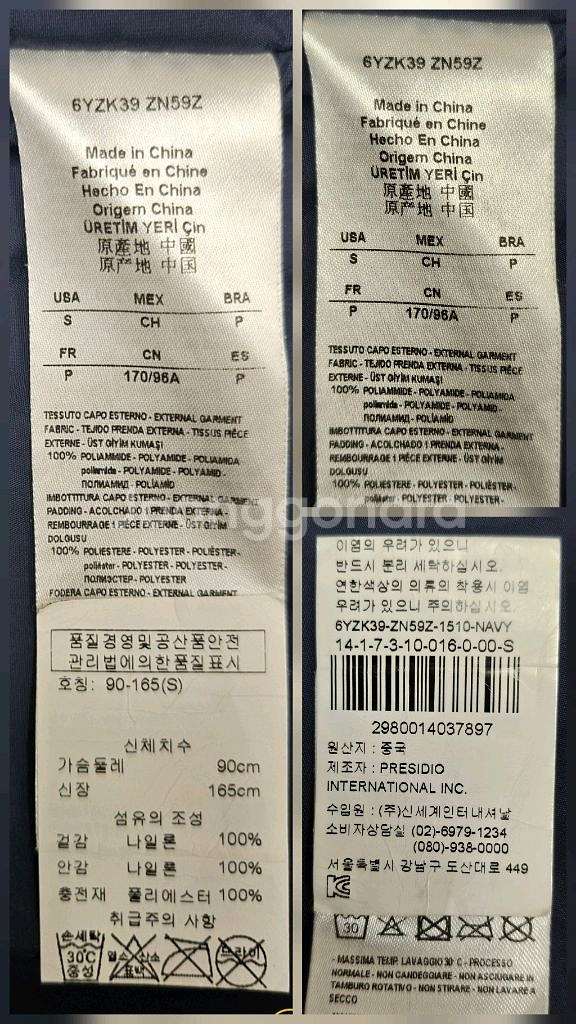 6YZK39 ZN59Z
Made in China
Fabriqué en Chine
Hecho En China
Origem China
ÜRETİM YERİ Çin
原產地 中國
原产地 中国
USA MEX BRA
S CH P
FR CN ES
P 170/96A P
TESSUTO CAPO ESTERNO - EXTERNAL GARMENT
FABRIC - TEJIDO PRENDA EXTERNA - TISSUS PIÈCE
EXTERNE - ÜST GİYİM KUMAŞI
100% POLIAMMIDE - POLYAMIDE - POLIAMIDA
poliamide - POLYAMIDE - POLYAMID -
ПОЛИАМИД - POLİAMİD
IMBOTTITURA CAPO ESTERNO - EXTERNAL GARMENT
PADDING - ACOLCHADO 1 PRENDA EXTERNA -
REMBOURRAGE 1 PIÈCE EXTERNE - ÜST GİYİM
DOLGUSU
100% POLIESTERE - POLYESTER - POLIÉSTER -
poliéster - POLYESTER - POLYESTER -
ПОЛИЭСТЕР - POLYESTER
FODERA CAPO ESTERNO - EXTERNAL GARMENT
품질경영및공산품안전
관리법에의한품질표시
호칭: 90-165(S)
신체치수
가슴둘레 90cm
신장 165cm
섬유의 조성
겉감 나일론 100%
안감 나일론 100%
충전재 폴리에스터 100%
취급주의 사항
손세탁
30℃
중성
염소 산소
표백
드라이
6YZK39 ZN59Z
Made in China
Fabriqué en Chine
Hecho En China
Origem China
ÜRETİM YERİ Çin
原產地 中國
原产地 中国
USA MEX BRA
S CH P
FR CN ES
P 170/96A P
TESSUTO CAPO ESTERNO - EXTERNAL GARMENT
FABRIC - TEJIDO PRENDA EXTERNA - TISSUS PIÈCE
EXTERNE - ÜST GİYİM KUMAŞI
100% POLIAMMIDE - POLYAMIDE - POLIAMIDA
poliamide - POLYAMIDE - POLYAMID -
ПОЛИАМИД - POLİAMİD
IMBOTTITURA CAPO ESTERNO - EXTERNAL GARMENT
PADDING - ACOLCHADO 1 PRENDA EXTERNA -
REMBOURRAGE 1 PIÈCE EXTERNE - ÜST GİYİM
DOLGUSU
100% POLIESTERE - POLYESTER - POLIÉSTER -
poliéster - POLYESTER - POLYESTER -
이염의 우려가 있으니
반드시 분리 세탁하십시오.
연한색상의 의류의 착용시 이염
우려가 있으니 주의하십시오.
6YZK39-ZN59Z-1510-NAVY
14-1-7-3-10-016-0-00-S
2980014037897
원산지 : 중국
제조자 : PRESIDIO
INTERNATIONAL INC.
수입원 : (주)신세계인터내셔날
소비자상담실 (02)-6979-1234
(080)-938-0000
서울특별시 강남구 도산대로 449
30
- MASSIMA TEMP. LAVAGGIO 30°C - PROCESSO
NORMALE - NON CANDEGGIARE - NON ASCIUGARE IN
TAMBURO ROTATIVO - NON STIRARE - NON LAVARE A
SECCO